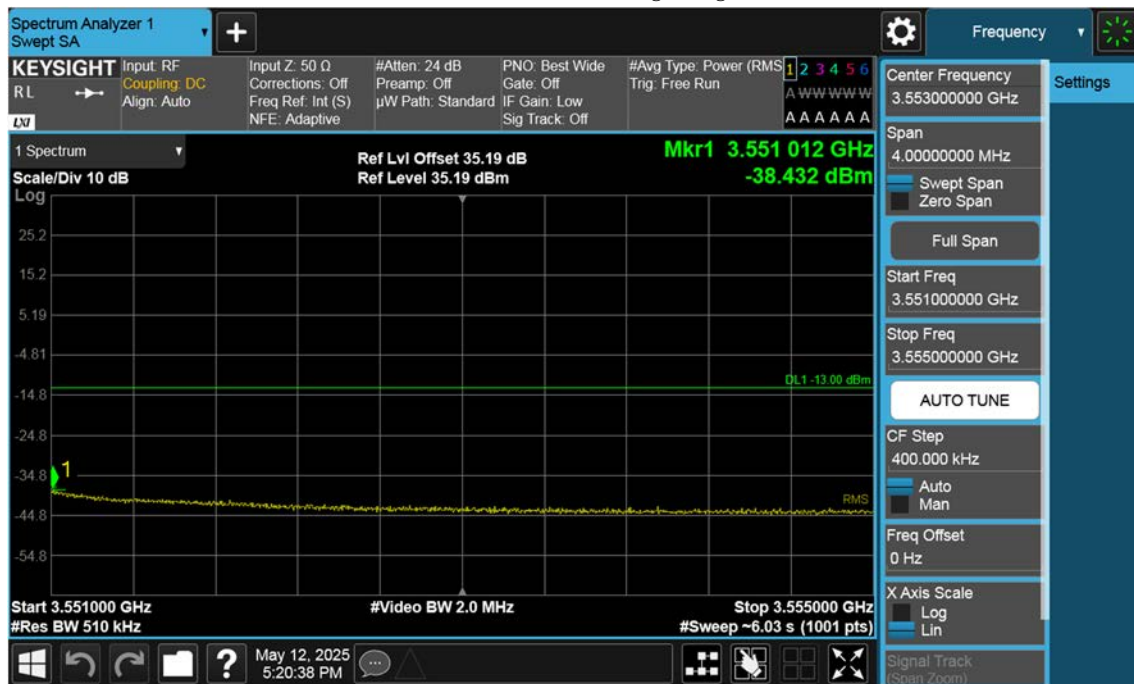 Spectrum Analyzer 1
Swept SA
+
Frequency
KEYSIGHT
RL
LXI
Input: RF
Coupling: DC
Align: Auto
Input Z: 50 Ω
Corrections: Off
Freq Ref: Int (S)
NFE: Adaptive
#Atten: 24 dB
Preamp: Off
µW Path: Standard
PNO: Best Wide
Gate: Off
IF Gain: Low
Sig Track: Off
#Avg Type: Power (RMS
Trig: Free Run
1 2 3 4 5 6
A W W W W W
A A A A A A
1 Spectrum
Scale/Div 10 dB
Log
Ref Lvl Offset 35.19 dB
Ref Level 35.19 dBm
Mkr1 3.551 012 GHz
-38.432 dBm
25.2
15.2
5.19
-4.81
DL1 -13.00 dBm
-14.8
-24.8
-34.8
1
RMS
-44.8
-54.8
Start 3.551000 GHz
#Res BW 510 kHz
#Video BW 2.0 MHz
Stop 3.555000 GHz
#Sweep ~6.03 s (1001 pts)
?
May 12, 2025
5:20:38 PM
Center Frequency
3.553000000 GHz
Span
4.00000000 MHz
Swept Span
Zero Span
Full Span
Start Freq
3.551000000 GHz
Stop Freq
3.555000000 GHz
AUTO TUNE
CF Step
400.000 kHz
Auto
Man
Freq Offset
0 Hz
X Axis Scale
Log
Lin
Signal Track
(Span Zoom)
Settings